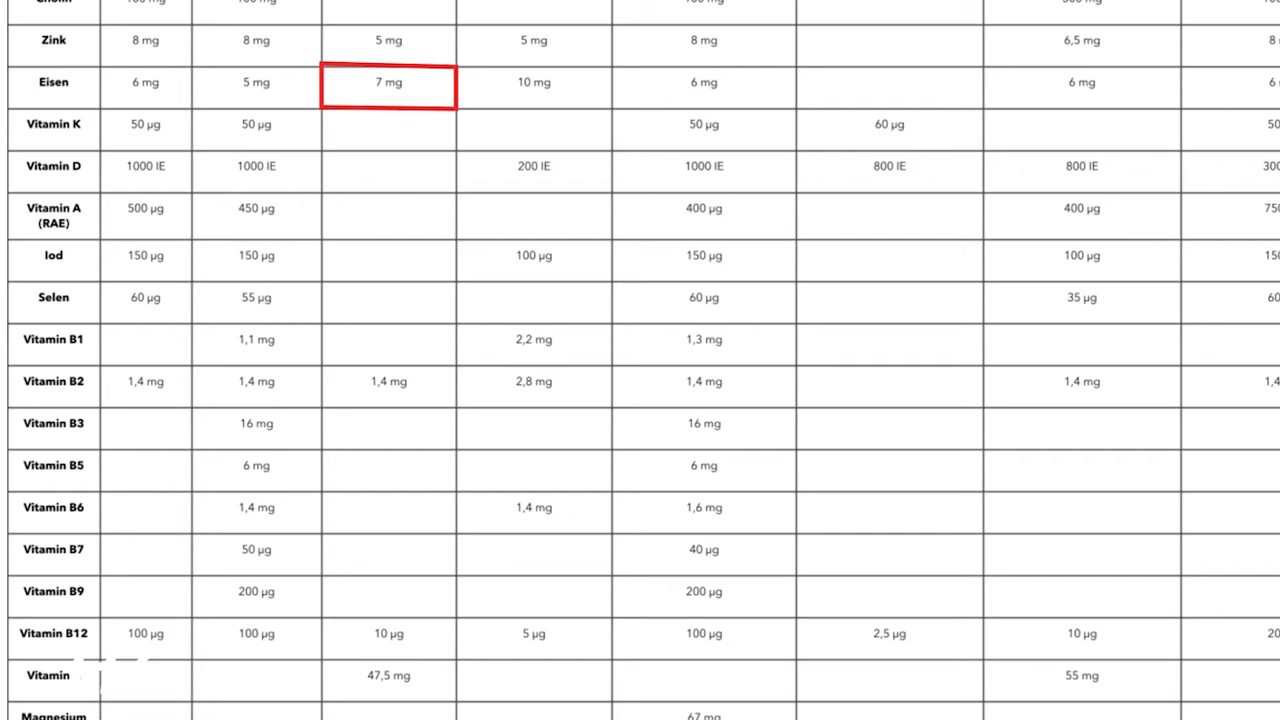 Cholin 100 mg 100 mg 100 mg 300 mg
Zink 8 mg 8 mg 5 mg 5 mg 8 mg 6,5 mg 8
Eisen 6 mg 5 mg 7 mg 10 mg 6 mg 6 mg 6
Vitamin K 50 µg 50 µg 50 µg 60 µg 50
Vitamin D 1000 IE 1000 IE 200 IE 1000 IE 800 IE 800 IE 300
Vitamin A 500 µg 450 µg 400 µg 400 µg 750
(RAE)
Iod 150 µg 150 µg 100 µg 150 µg 100 µg 150
Selen 60 µg 55 µg 60 µg 35 µg 60
Vitamin B1 1,1 mg 2,2 mg 1,3 mg
Vitamin B2 1,4 mg 1,4 mg 1,4 mg 2,8 mg 1,4 mg 1,4 mg 1,4
Vitamin B3 16 mg 16 mg
Vitamin B5 6 mg 6 mg
Vitamin B6 1,4 mg 1,4 mg 1,6 mg
Vitamin B7 50 µg 40 µg
Vitamin B9 200 µg 200 µg
Vitamin B12 100 µg 100 µg 10 µg 5 µg 100 µg 2,5 µg 10 µg 20
Vitamin 47,5 mg 55 mg
Magnesium 67 mg